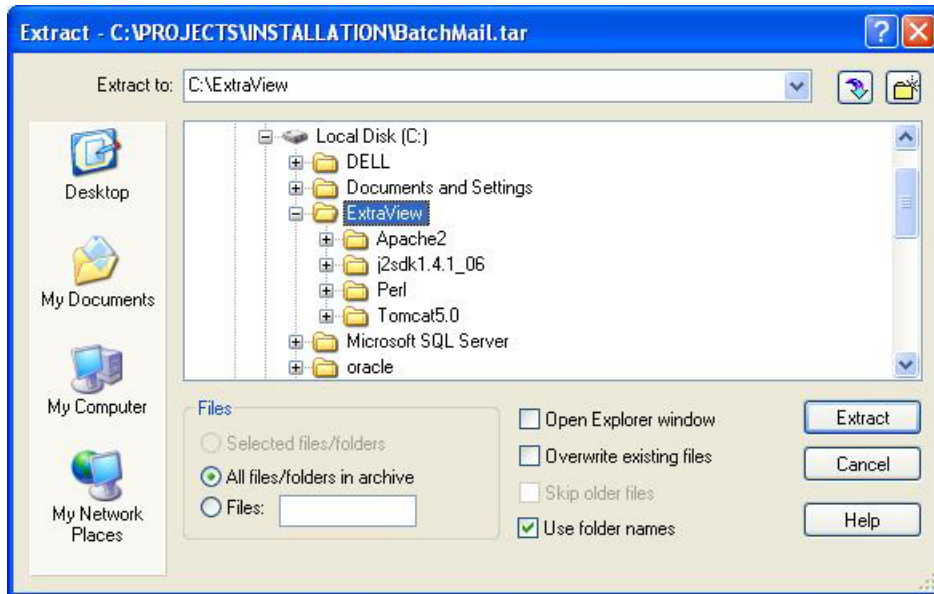 Extract - C:\PROJECTS\INSTALLATION\BatchMail.tar
Extract to: C:\ExtraView
Desktop
My Documents
My Computer
My Network
Places
Local Disk (C:)
DELL
Documents and Settings
ExtraView
Apache2
j2sdk1.4.1_06
Perl
Tomcat5.0
Microsoft SQL Server
oracle
Files
Selected files/folders
All files/folders in archive
Files:
Open Explorer window
Overwrite existing files
Skip older files
Use folder names
Extract
Cancel
Help